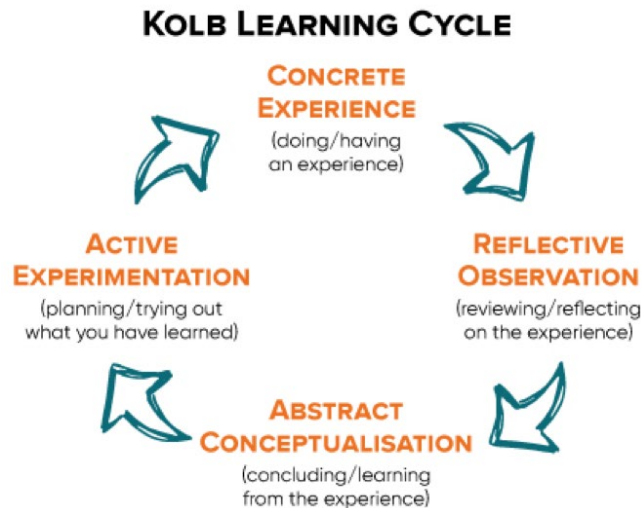 KOLB LEARNING CYCLE
CONCRETE
EXPERIENCE
(doing/having
an experience)
REFLECTIVE
OBSERVATION
(reviewing/reflecting
on the experience)
ABSTRACT
CONCEPTUALISATION
(concluding/learning
from the experience)
ACTIVE
EXPERIMENTATION
(planning/trying out
what you have learned)